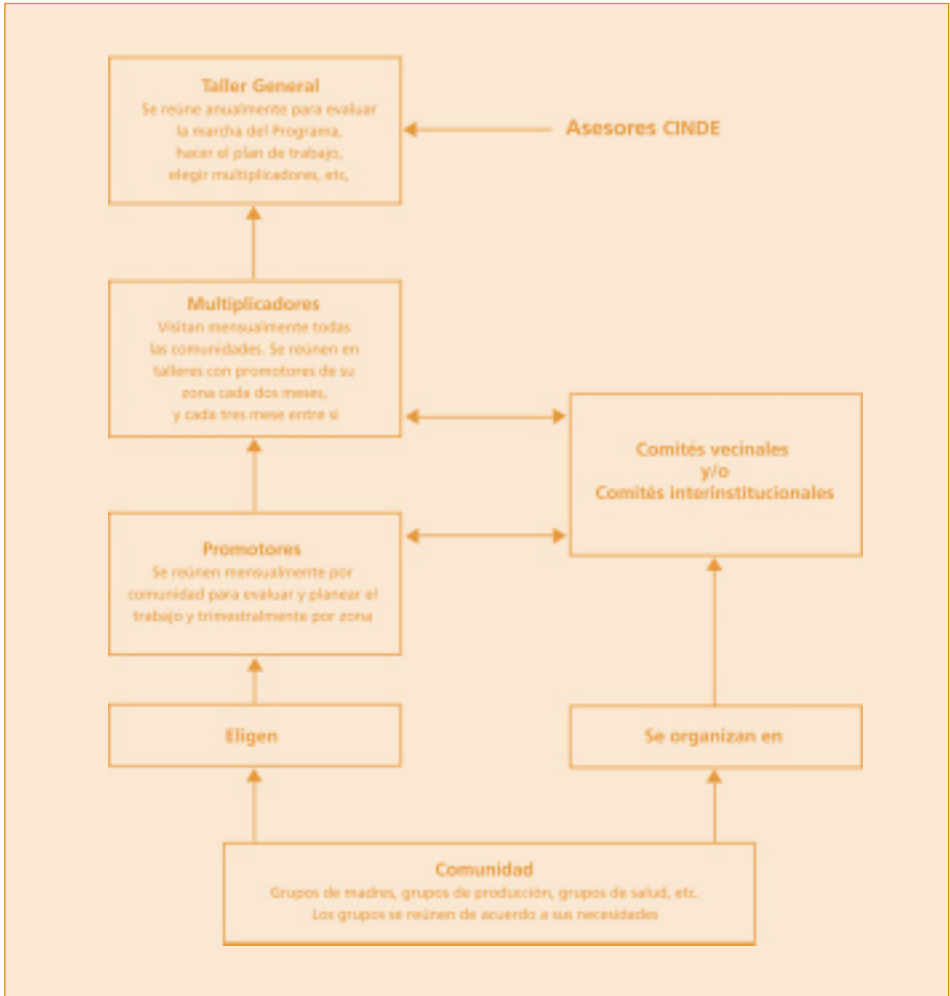 Taller General
Se reúne anualmente para evaluar
la marcha del Programa,
hacer el plan de trabajo,
elegir multiplicadores, etc,
Asesores CINDE
Multiplicadores
Visitan mensualmente todas
las comunidades. Se reúnen en
talleres con promotores de su
zona cada dos meses,
y cada tres mese entre sí
Comités vecinales
y/o
Comités interinstitucionales
Promotores
Se reúnen mensualmente por
comunidad para evaluar y planear el
trabajo y trimestralmente por zona
Eligen
Se organizan en
Comunidad
Grupos de madres, grupos de producción, grupos de salud, etc.
Los grupos se reúnen de acuerdo a sus necesidades